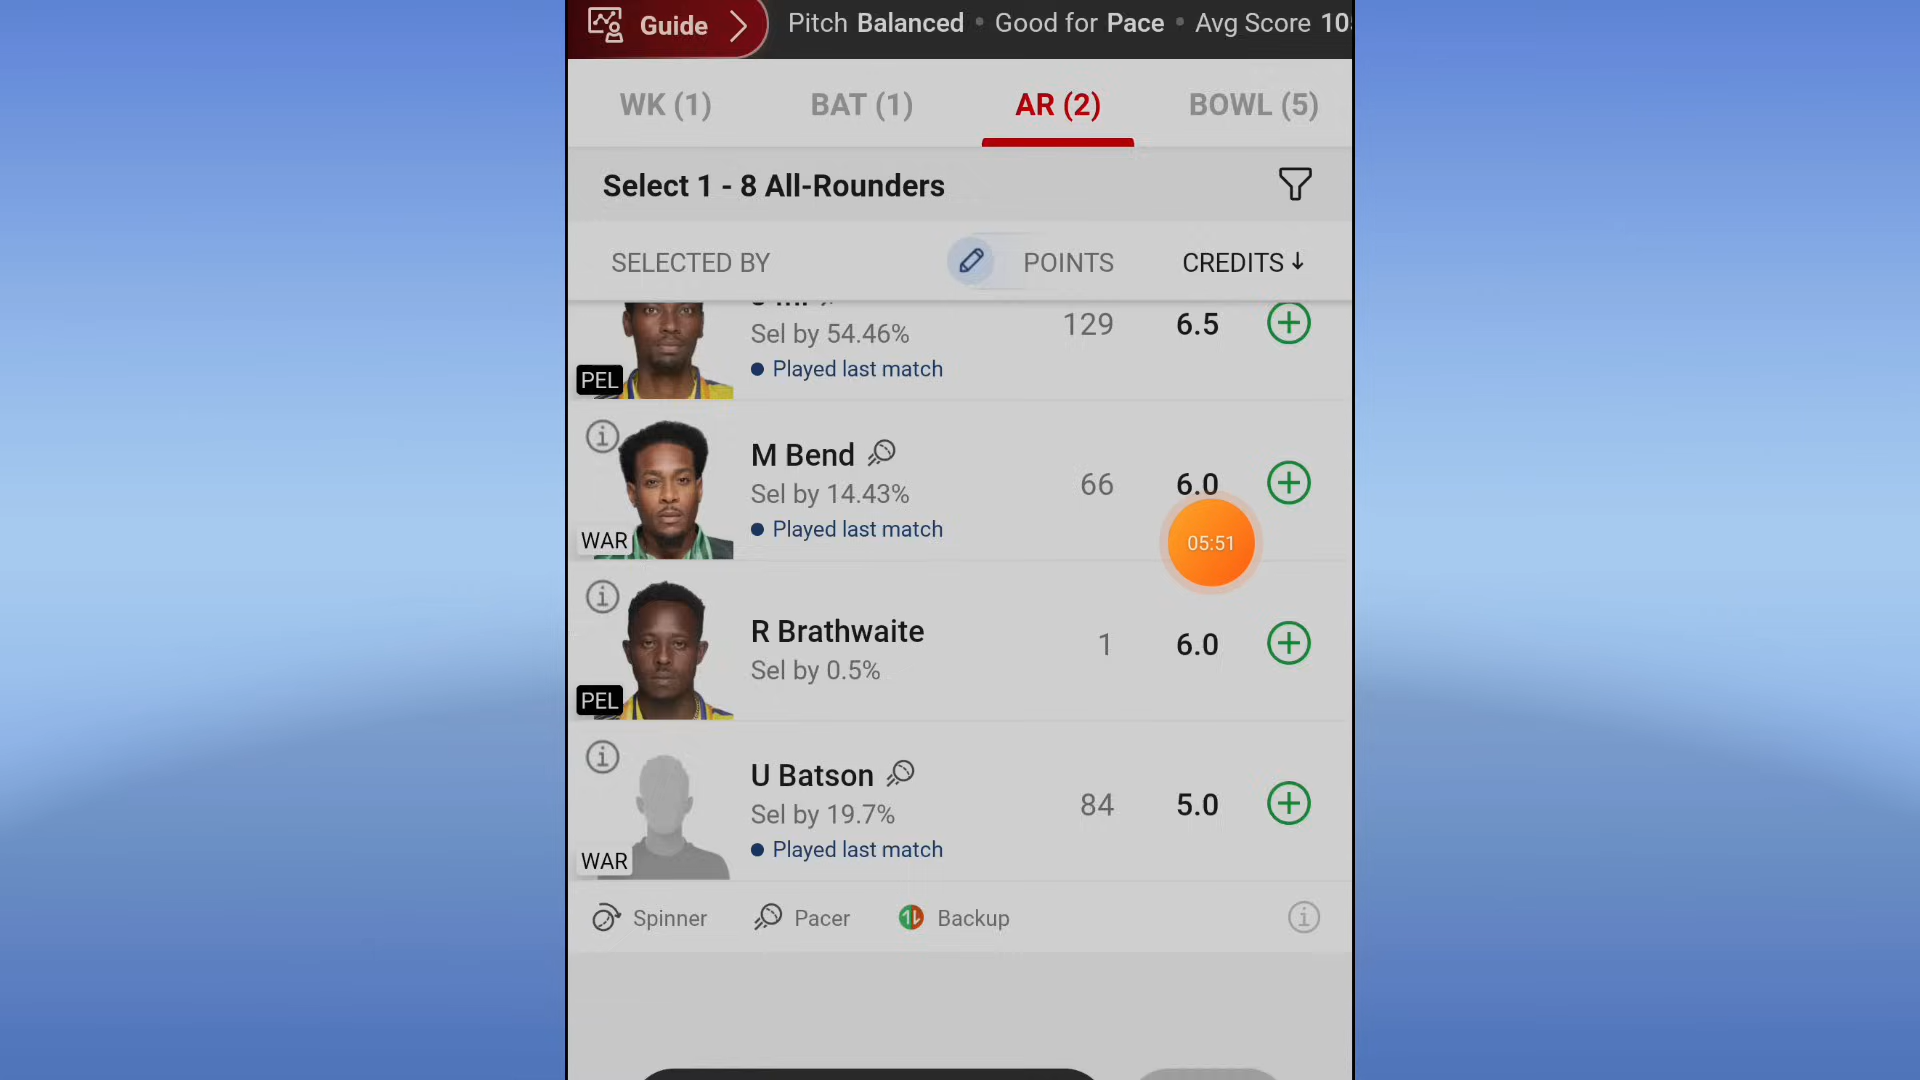 Guide
Pitch Balanced • Good for Pace • Avg Score
WK (1) BAT (1) AR (2) BOWL (5)
Select 1 - 8 All-Rounders
SELECTED BY POINTS CREDITS ↓
Sel by 54.46% 129 6.5
Played last match
PEL
M Bend
Sel by 14.43% 66 6.0
Played last match
WAR
05:51
R Brathwaite
Sel by 0.5% 1 6.0
PEL
U Batson
Sel by 19.7% 84 5.0
Played last match
WAR
Spinner Pacer Backup